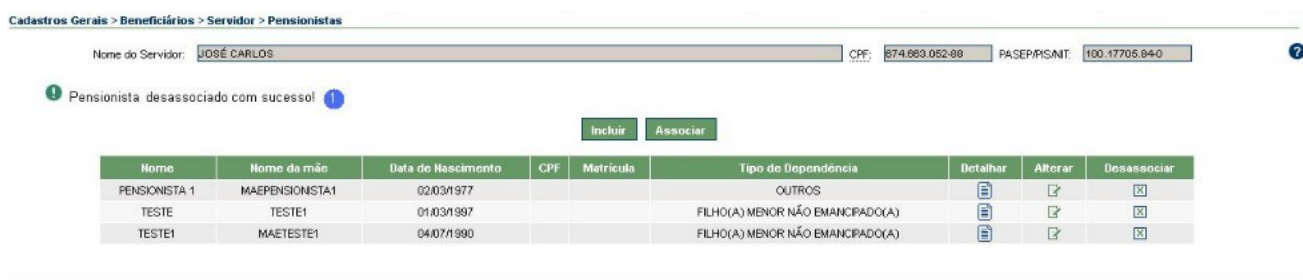 Cadastros Gerais > Beneficiários > Servidor > Pensionistas
Nome do Servidor: JOSÉ CARLOS CPF: 674.663.052-88 PASEP/PIS/NIT: 100.17705.84-0 ?
! Pensionista desassociado com sucesso! 1
Incluir Associar
Nome Nome da mãe Data de Nascimento CPF Matrícula Tipo de Dependência Detalhar Alterar Desassociar
PENSIONISTA 1 MAEPENSIONISTA1 02/03/1977 OUTROS
TESTE TESTE1 01/03/1997 FILHO(A) MENOR NÃO EMANCIPADO(A)
TESTE1 MAETESTE1 04/07/1990 FILHO(A) MENOR NÃO EMANCIPADO(A)